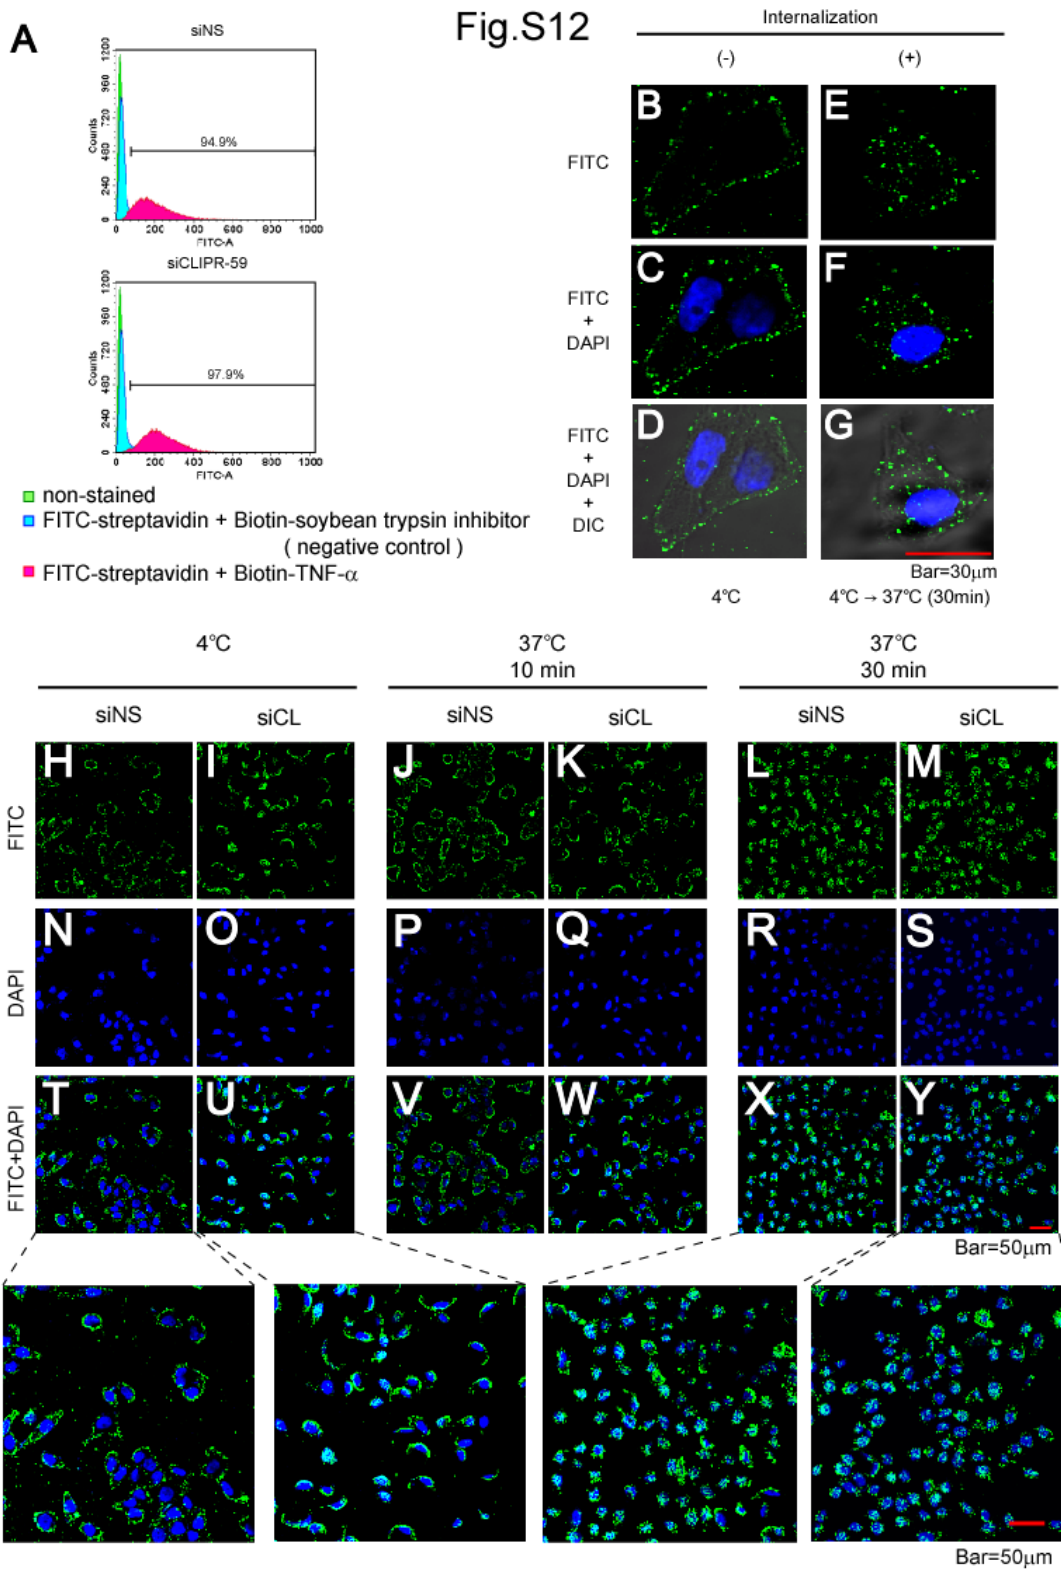 Fig.S12
A
siNS
1200
960
720
480
240
0
Counts
94.9%
0 200 400 600 800 1000
FITC-A
siCLIPR-59
1200
960
720
480
240
0
Counts
97.9%
0 200 400 600 800 1000
FITC-A
non-stained
FITC-streptavidin + Biotin-soybean trypsin inhibitor
( negative control )
FITC-streptavidin + Biotin-TNF-α
Internalization
(-) (+)
FITC
B E
FITC
+
DAPI
C F
FITC
+
DAPI
+
DIC
D G
Bar=30μm
4℃ 4℃ → 37℃ (30min)
4℃ 37℃ 37℃
10 min 30 min
siNS siCL siNS siCL siNS siCL
FITC
H I J K L M
DAPI
N O P Q R S
FITC+DAPI
T U V W X Y
Bar=50μm
Bar=50μm